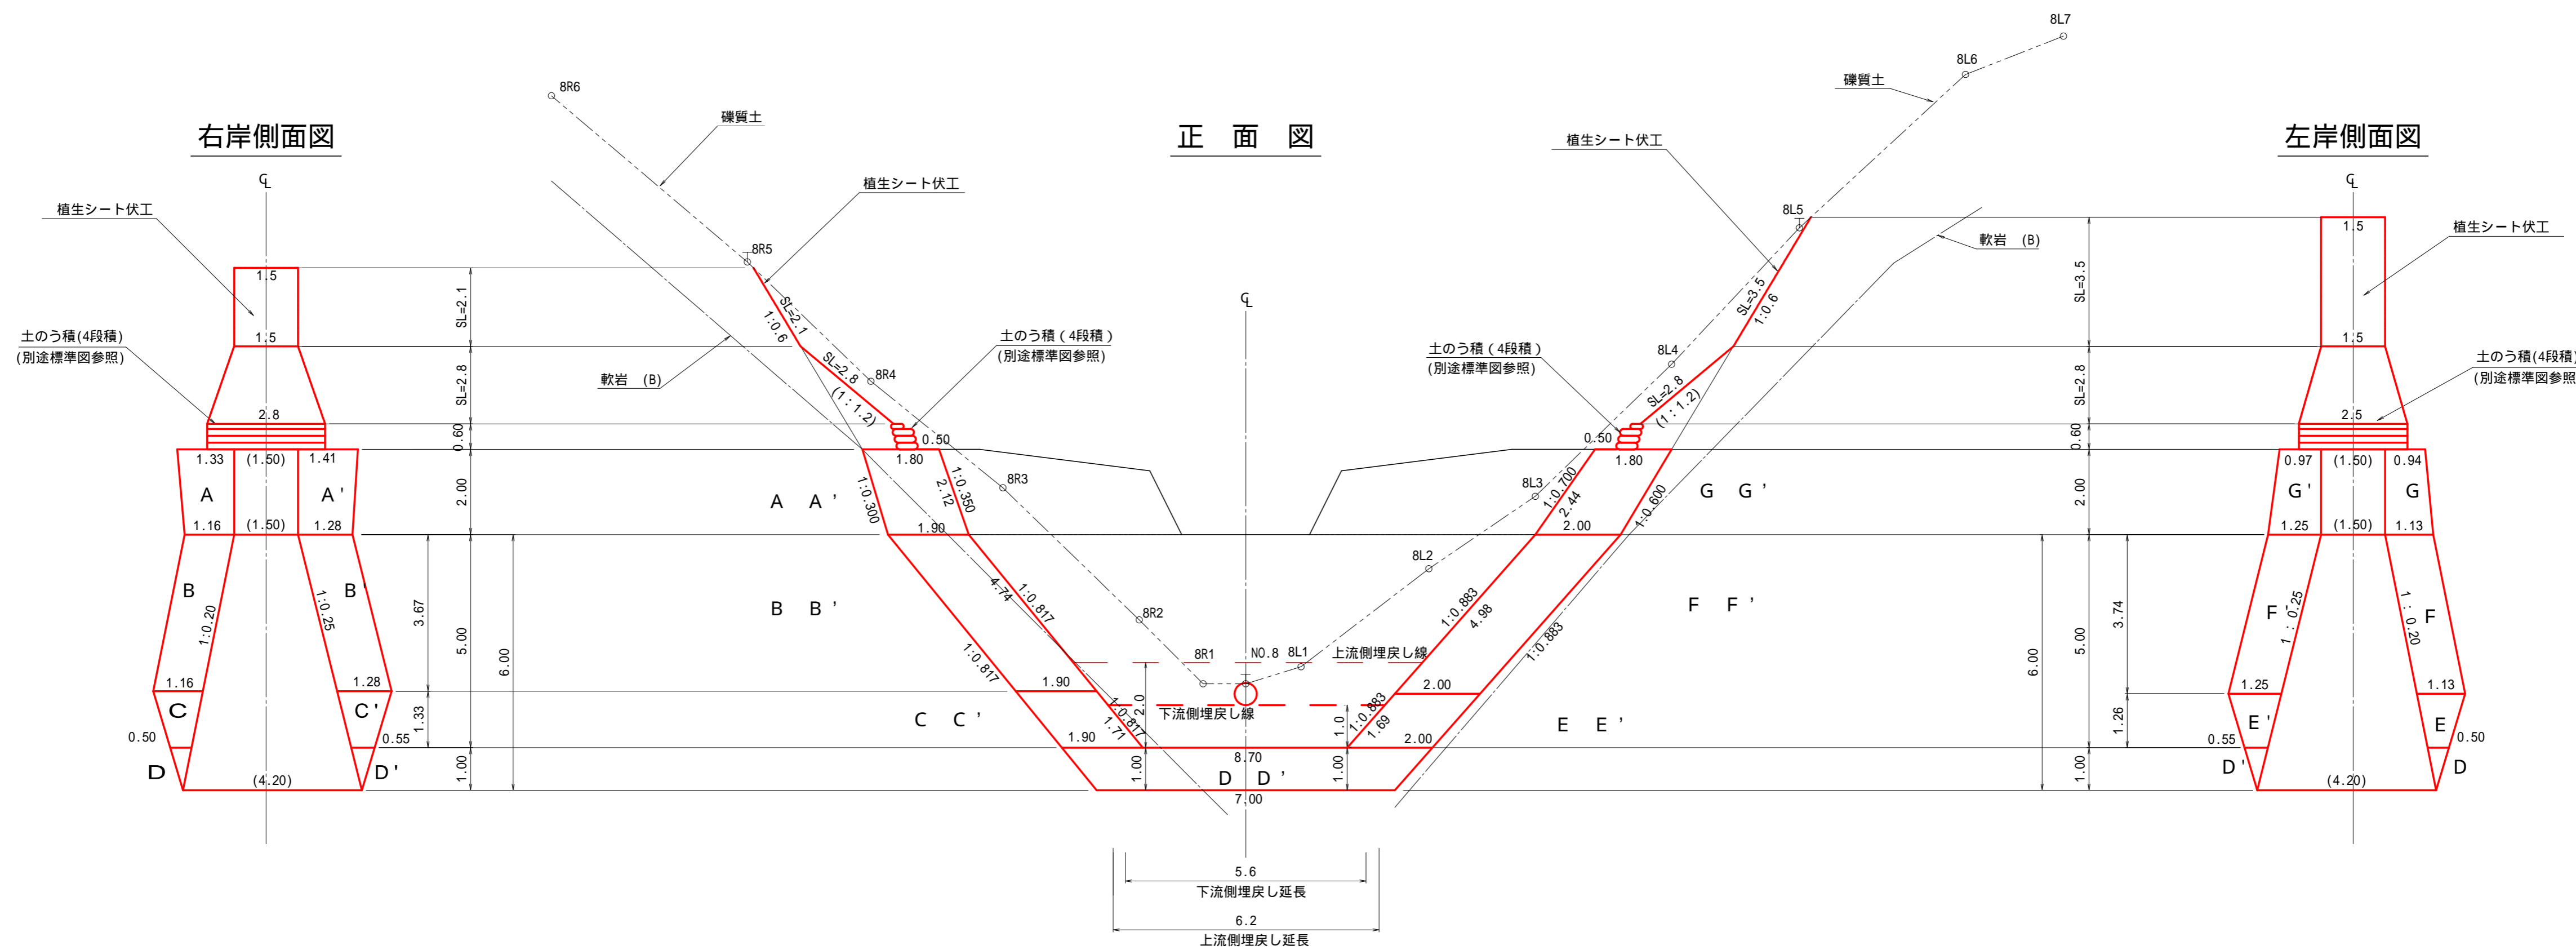 右岸側面図
℄
植生シート伏工
1.5
1.5
土のう積(4段積)
(別途標準図参照)
2.8
1.33
(1.50)
1.41
A
A'
1.16
(1.50)
1.28
B
B'
1:0.20
1:0.25
1.16
1.28
C
C'
0.50
0.55
D
D'
(4.20)
SL=2.1
SL=2.8
0.60
2.00
3.67
5.00
6.00
1.33
1.00
正 面 図
8R6
礫質土
植生シート伏工
8R5
SL=2.1
1:0.6
土のう積(4段積)
(別途標準図参照)
SL=2.8
(1:1.2)
8R4
軟岩 (B)
0.50
1.80
8R3
1:0.300
1:0.350
2.12
A A'
1.90
4.74
1:0.817
B B'
8R2
1:0.817
1.90
C C'
1:0.817
1.71
1.90
8R1
NO.8
8L1
上流側埋戻し線
下流側埋戻し線
2.0
1.0
8.70
1.00
1.00
D D'
7.00
5.6
下流側埋戻し延長
6.2
上流側埋戻し延長
℄
8L7
8L6
礫質土
植生シート伏工
8L5
軟岩 (B)
SL=3.5
1:0.6
土のう積(4段積)
(別途標準図参照)
8L4
SL=2.8
(1:1.2)
0.50
1.80
8L3
1:0.700
2.44
1:0.600
G G'
2.00
8L2
1:0.883
4.98
F F'
1:0.883
2.00
1:0.883
1.69
2.00
E E'
左岸側面図
℄
植生シート伏工
1.5
1.5
土のう積(4段積)
(別途標準図参照
2.5
0.97
(1.50)
0.94
G'
G
1.25
(1.50)
1.13
F'
F
1:0.25
1:0.20
1.25
1.13
E'
E
0.55
0.50
D'
D
(4.20)
SL=3.5
SL=2.8
0.60
2.00
3.74
5.00
6.00
1.26
1.00